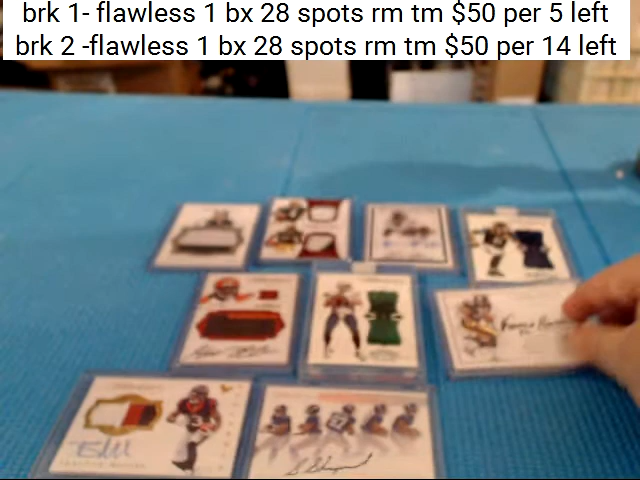 brk 1- flawless 1 bx 28 spots rm tm $50 per 5 left
brk 2 -flawless 1 bx 28 spots rm tm $50 per 14 left